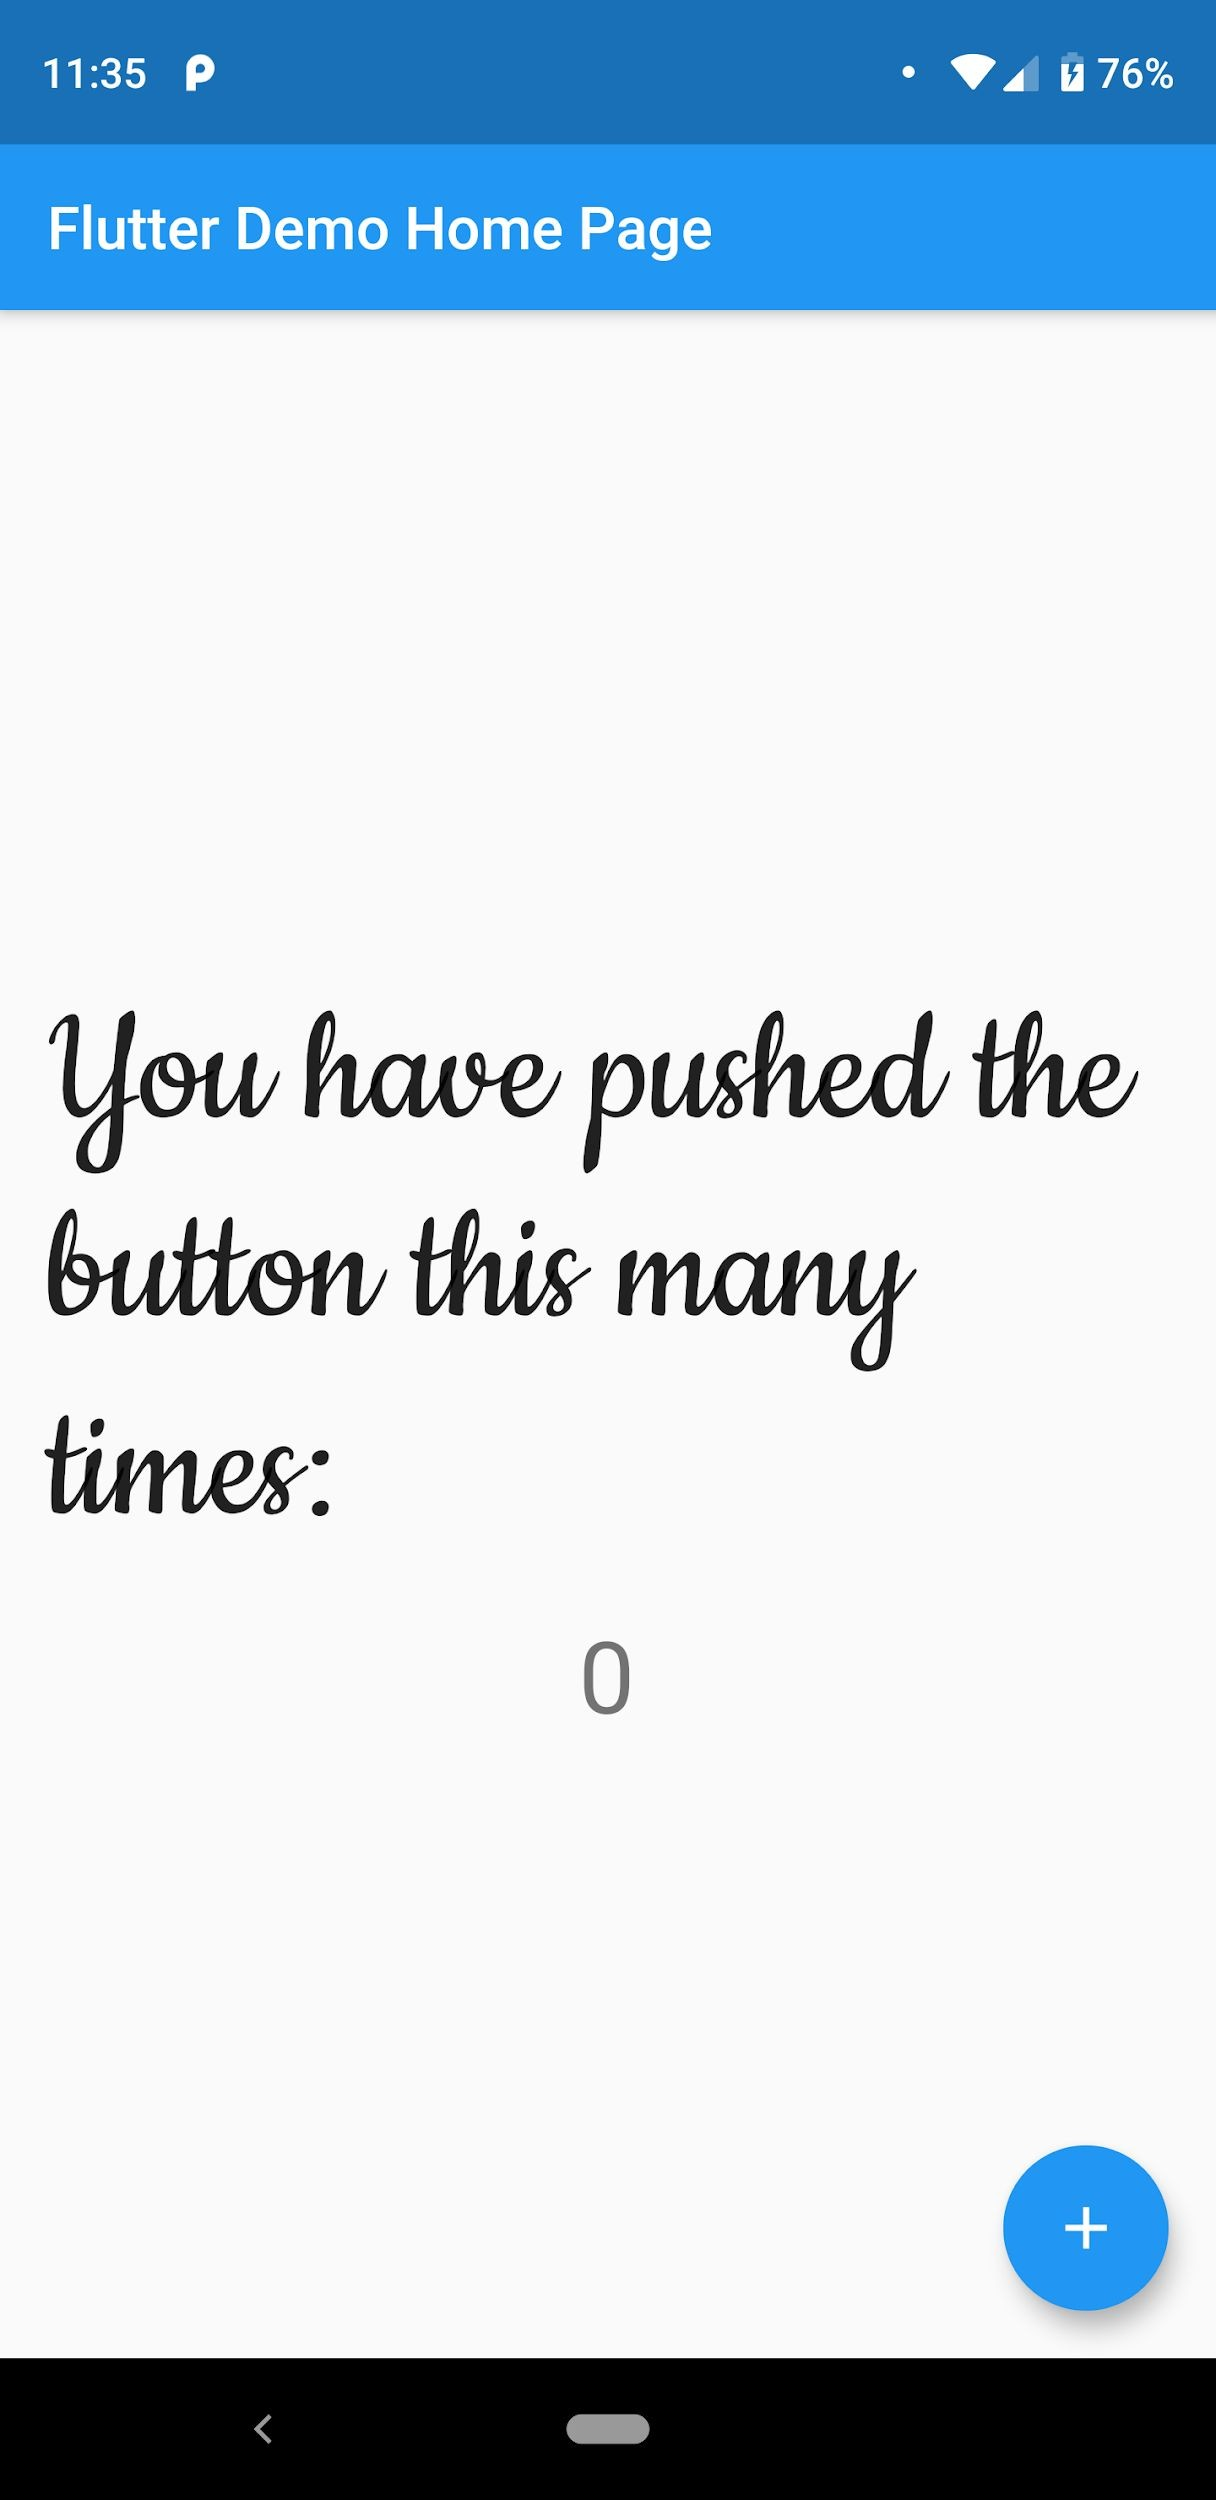 11:35 76%
Flutter Demo Home Page
You have pushed the
button this many
times:
0